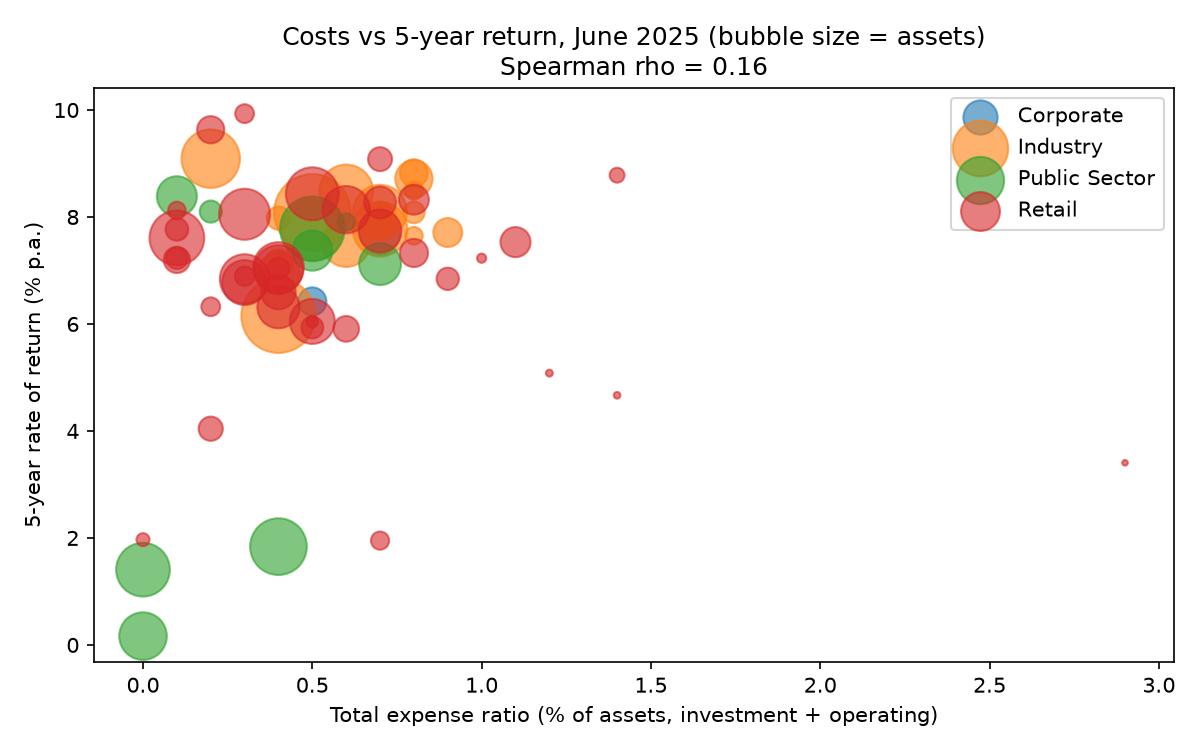 Costs vs 5-year return, June 2025 (bubble size = assets)
Spearman rho = 0.16
Corporate
Industry
Public Sector
Retail
5-year rate of return (% p.a.)
10
8
6
4
2
0
0.0 0.5 1.0 1.5 2.0 2.5 3.0
Total expense ratio (% of assets, investment + operating)